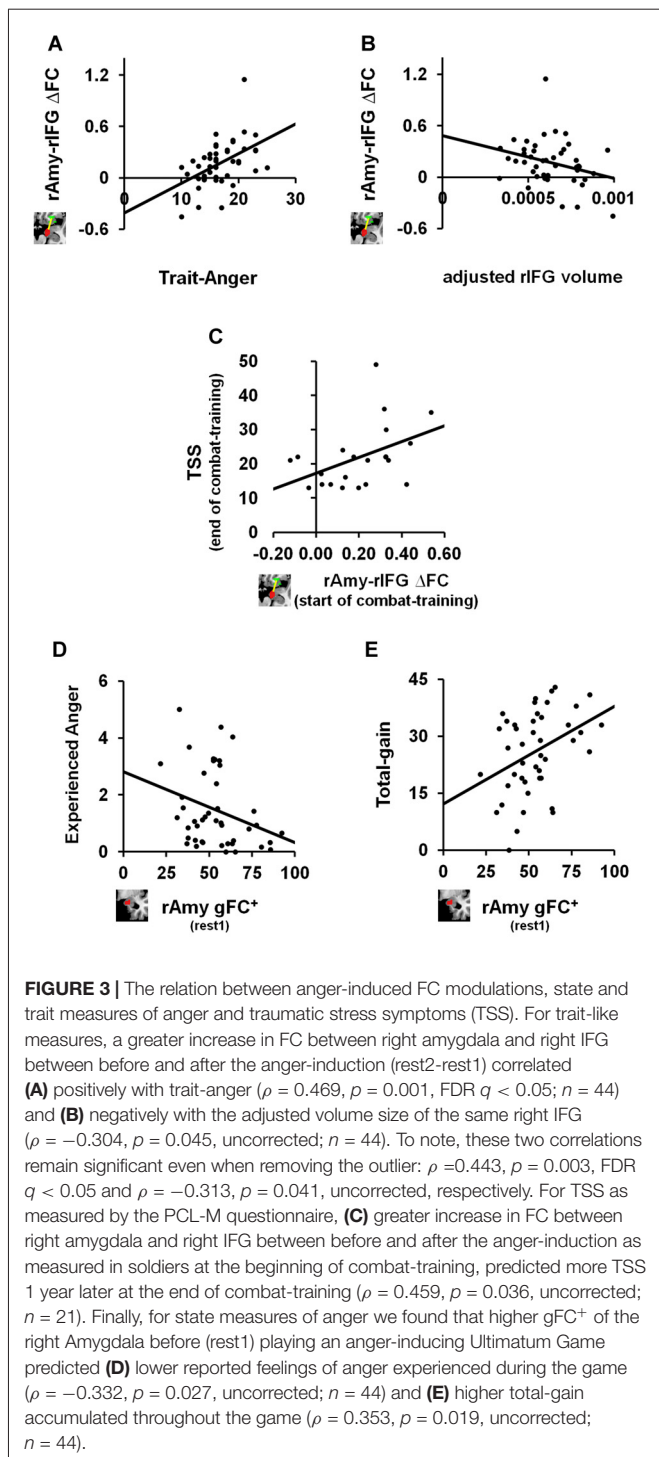 A
B
rAmy-rIFG ΔFC
1.2
0.6
0
-0.6
0
10
20
30
Trait-Anger
rAmy-rIFG ΔFC
1.2
0.6
0
-0.6
0
0.0005
0.001
adjusted rIFG volume
C
TSS
(end of combat-training)
50
40
30
20
10
0
-0.20 0.00 0.20 0.40 0.60
rAmy-rIFG ΔFC
(start of combat-training)
D
E
Experienced Anger
6
4
2
0
0 25 50 75 100
rAmy gFC⁺
(rest1)
Total-gain
45
30
15
0
0 25 50 75 100
rAmy gFC⁺
(rest1)
FIGURE 3 | The relation between anger-induced FC modulations, state and
trait measures of anger and traumatic stress symptoms (TSS). For trait-like
measures, a greater increase in FC between right amygdala and right IFG
between before and after the anger-induction (rest2-rest1) correlated
(A) positively with trait-anger (ρ = 0.469, p = 0.001, FDR q < 0.05; n = 44)
and (B) negatively with the adjusted volume size of the same right IFG
(ρ = −0.304, p = 0.045, uncorrected; n = 44). To note, these two correlations
remain significant even when removing the outlier: ρ =0.443, p = 0.003, FDR
q < 0.05 and ρ = −0.313, p = 0.041, uncorrected, respectively. For TSS as
measured by the PCL-M questionnaire, (C) greater increase in FC between
right amygdala and right IFG between before and after the anger-induction as
measured in soldiers at the beginning of combat-training, predicted more TSS
1 year later at the end of combat-training (ρ = 0.459, p = 0.036, uncorrected;
n = 21). Finally, for state measures of anger we found that higher gFC⁺ of the
right Amygdala before (rest1) playing an anger-inducing Ultimatum Game
predicted (D) lower reported feelings of anger experienced during the game
(ρ = −0.332, p = 0.027, uncorrected; n = 44) and (E) higher total-gain
accumulated throughout the game (ρ = 0.353, p = 0.019, uncorrected;
n = 44).